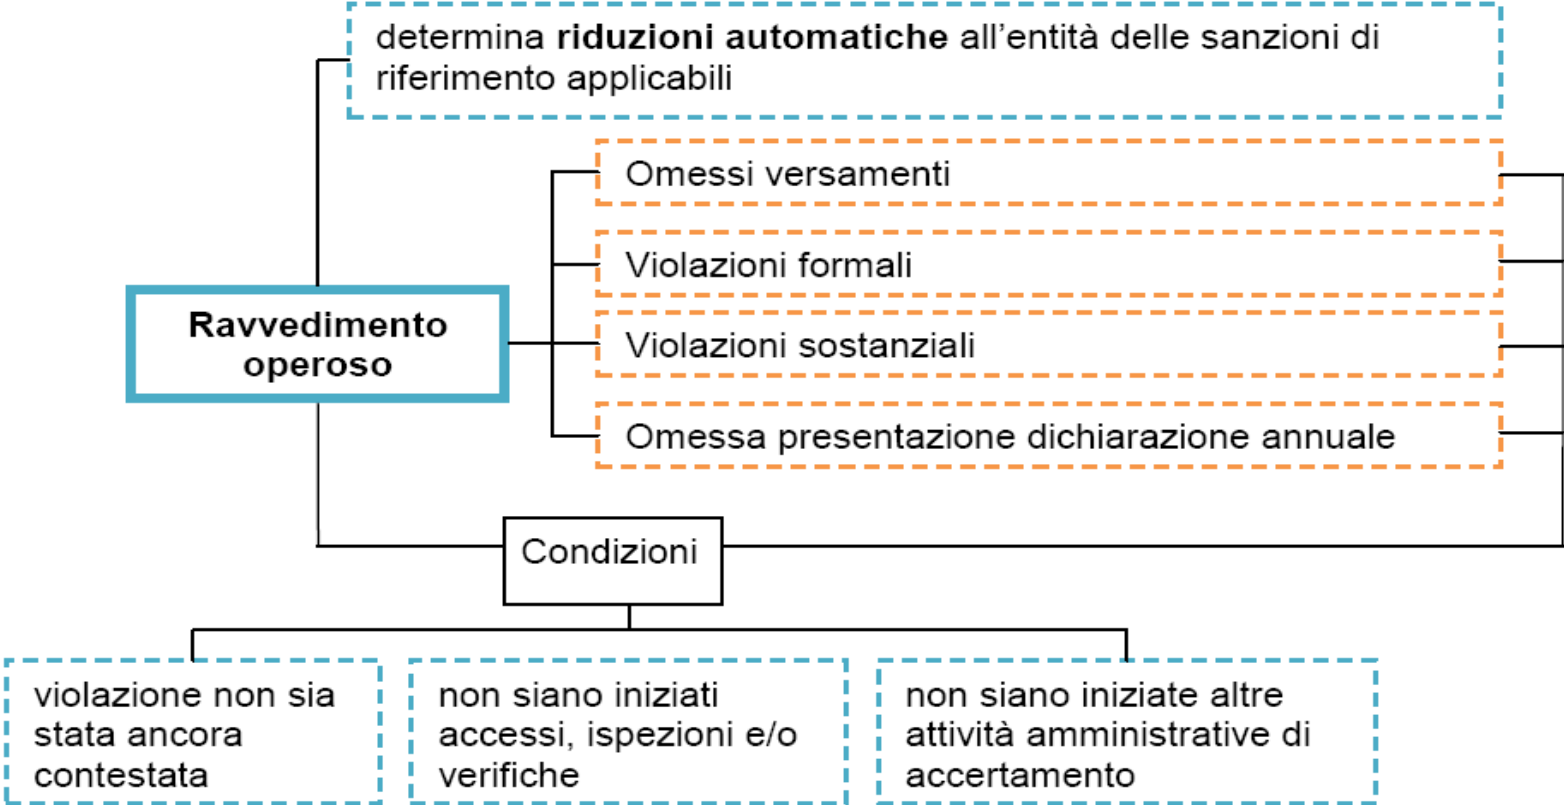 determina riduzioni automatiche all'entità delle sanzioni di
riferimento applicabili
Omessi versamenti
Violazioni formali
Ravvedimento
operoso
Violazioni sostanziali
Omessa presentazione dichiarazione annuale
Condizioni
violazione non sia
stata ancora
contestata
non siano iniziati
accessi, ispezioni e/o
verifiche
non siano iniziate altre
attività amministrative di
accertamento